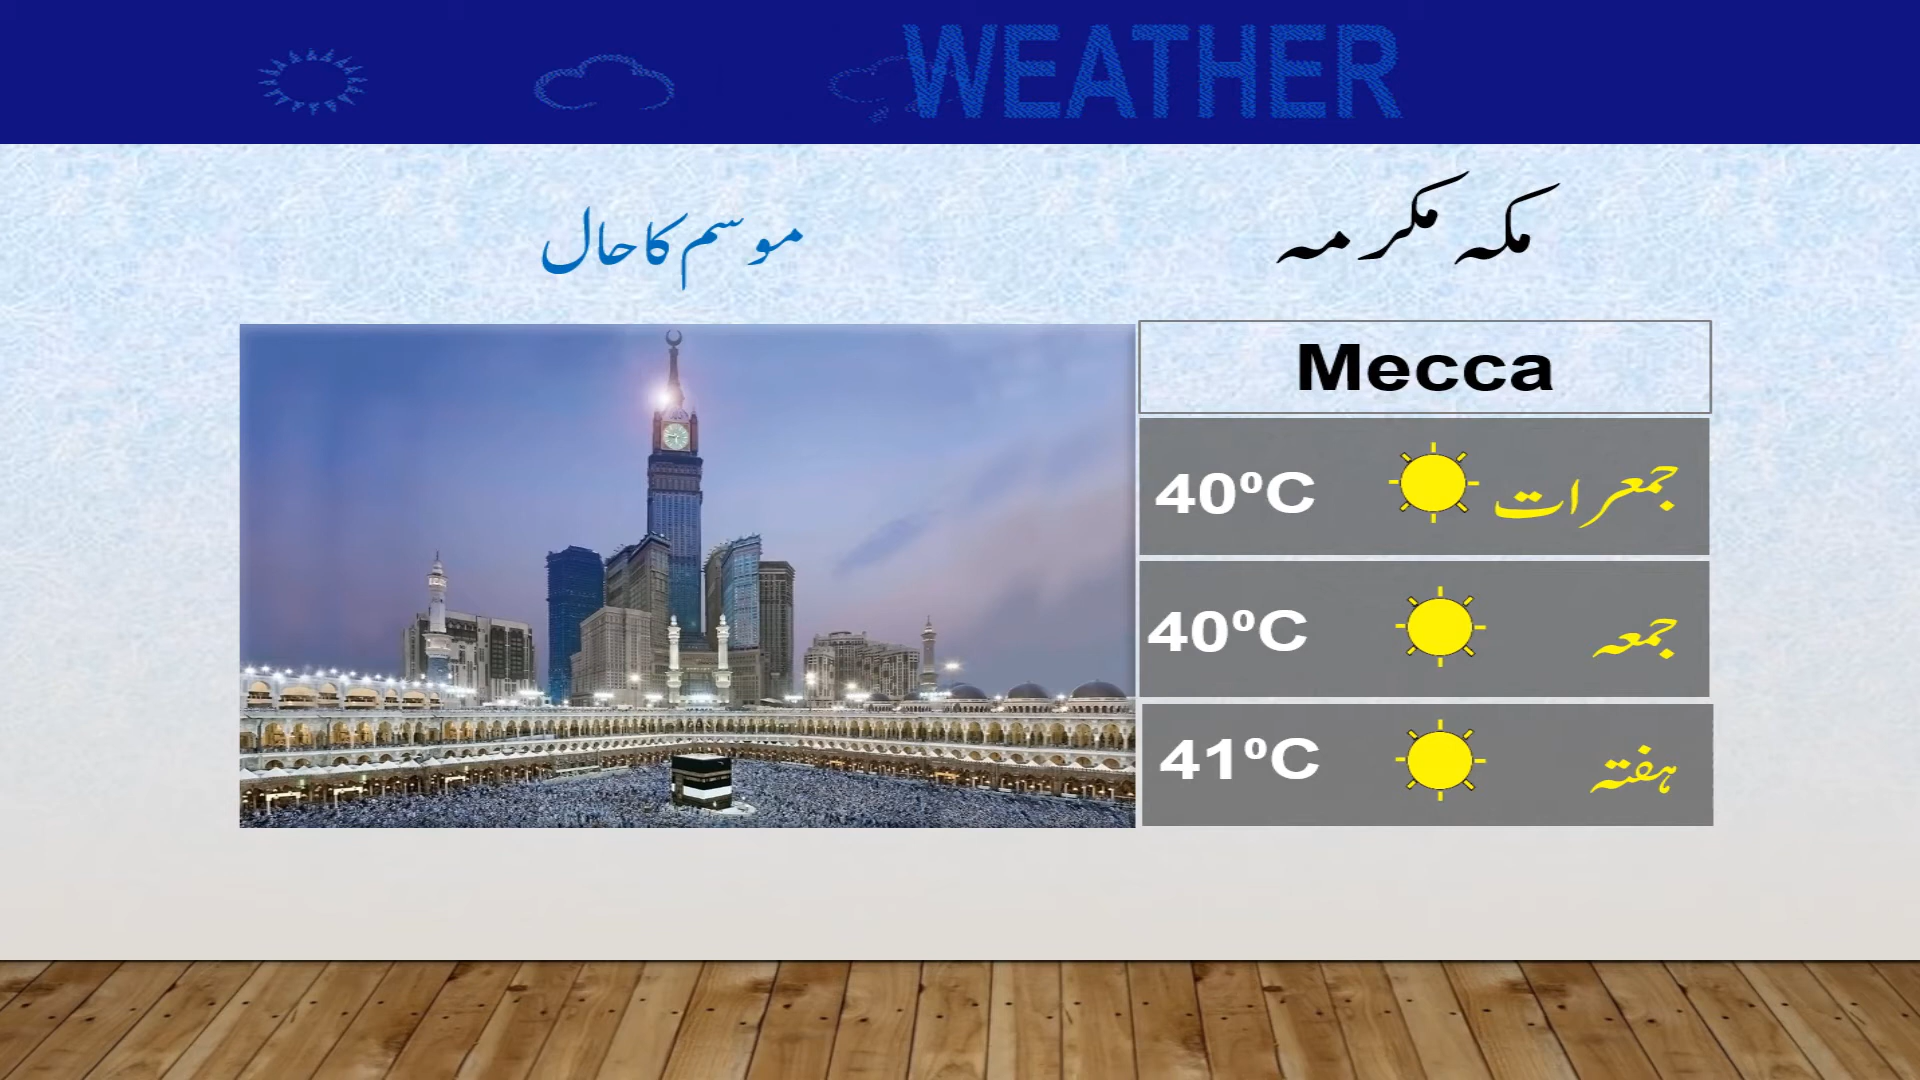 WEATHER
مکہ مکرمہ
موسم کا حال
Mecca
جمعرات 40ºC
جمعہ 40ºC
ہفتہ 41ºC